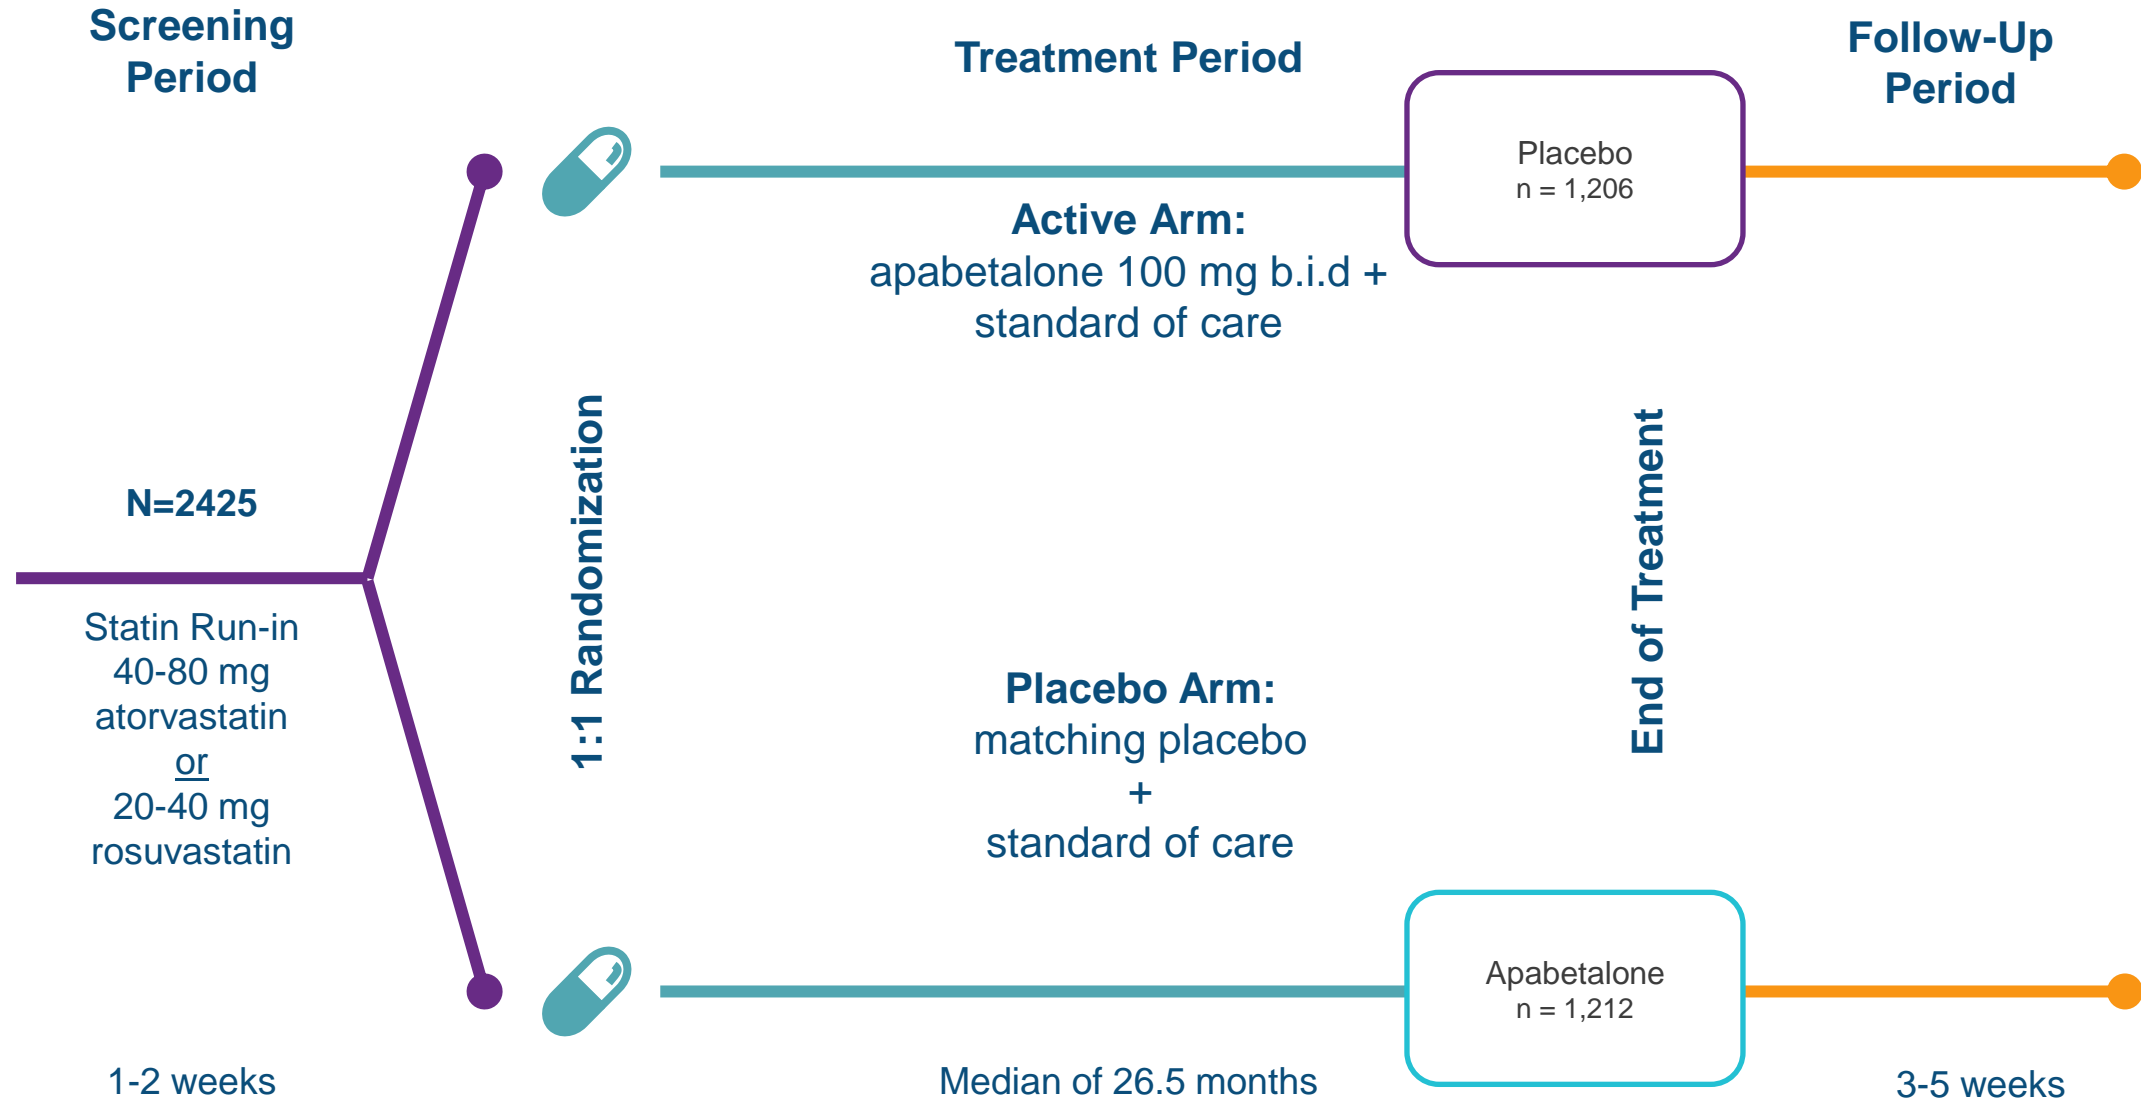 Screening
Period
Treatment Period
Follow-Up
Period
Placebo
n = 1,206
Active Arm:
apabetalone 100 mg b.i.d +
standard of care
1:1 Randomization
End of Treatment
N=2425
Statin Run-in
40-80 mg
atorvastatin
or
20-40 mg
rosuvastatin
Placebo Arm:
matching placebo
+
standard of care
Apabetalone
n = 1,212
1-2 weeks
Median of 26.5 months
3-5 weeks